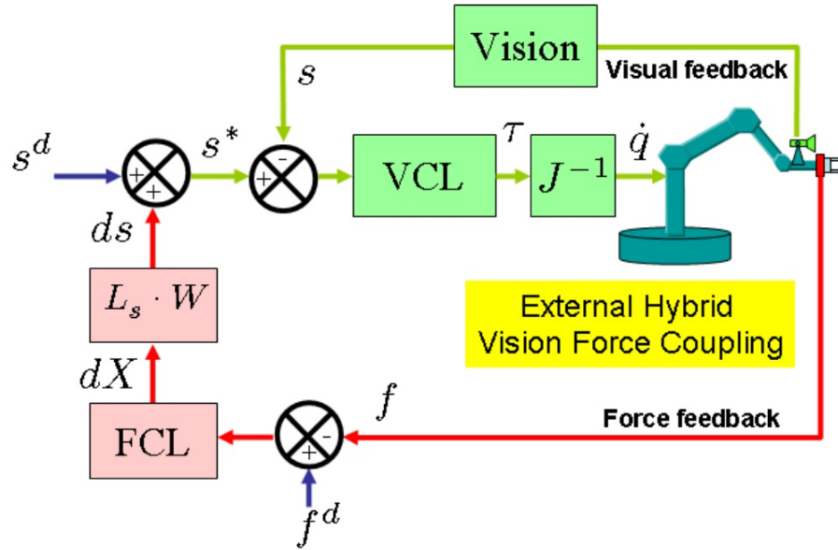 Vision
Visual feedback
s
s^d
s*
+
+
-
+
VCL
τ
J^{-1}
q̇
ds
L_s · W
External Hybrid
Vision Force Coupling
dX
f
Force feedback
FCL
-
+
f^d